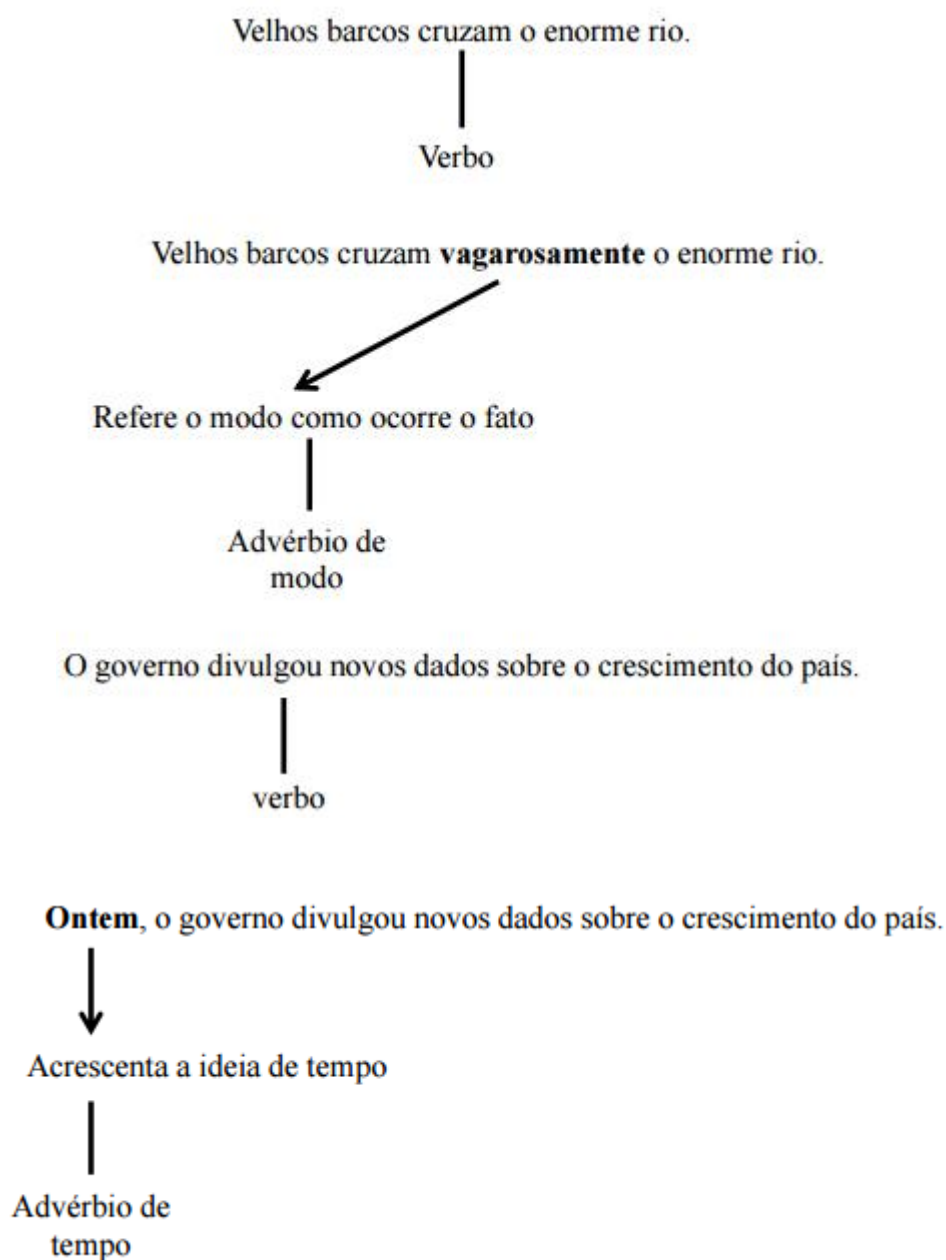 Velhos barcos cruzam o enorme rio.
Verbo
Velhos barcos cruzam vagarosamente o enorme rio.
Refere o modo como ocorre o fato
Advérbio de
modo
O governo divulgou novos dados sobre o crescimento do país.
verbo
Ontem, o governo divulgou novos dados sobre o crescimento do país.
Acrescenta a ideia de tempo
Advérbio de
tempo